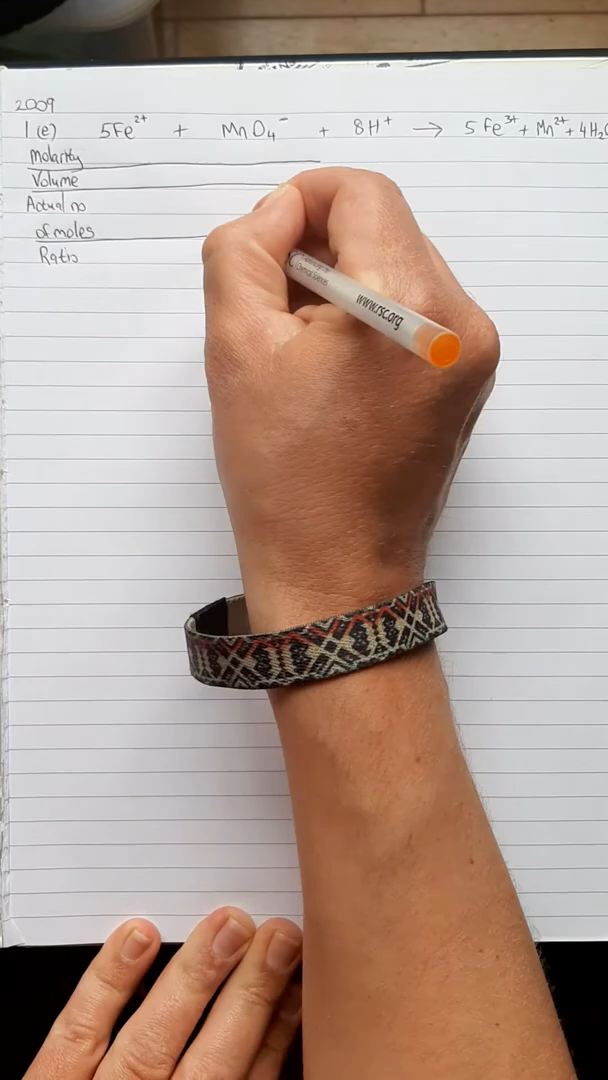 2009
1(e) 5Fe²⁺ + MnO₄⁻ + 8H⁺ → 5Fe³⁺ + Mn²⁺ + 4H₂O
Molarity
Volume
Actual no
of moles
Ratio
www.rsc.org